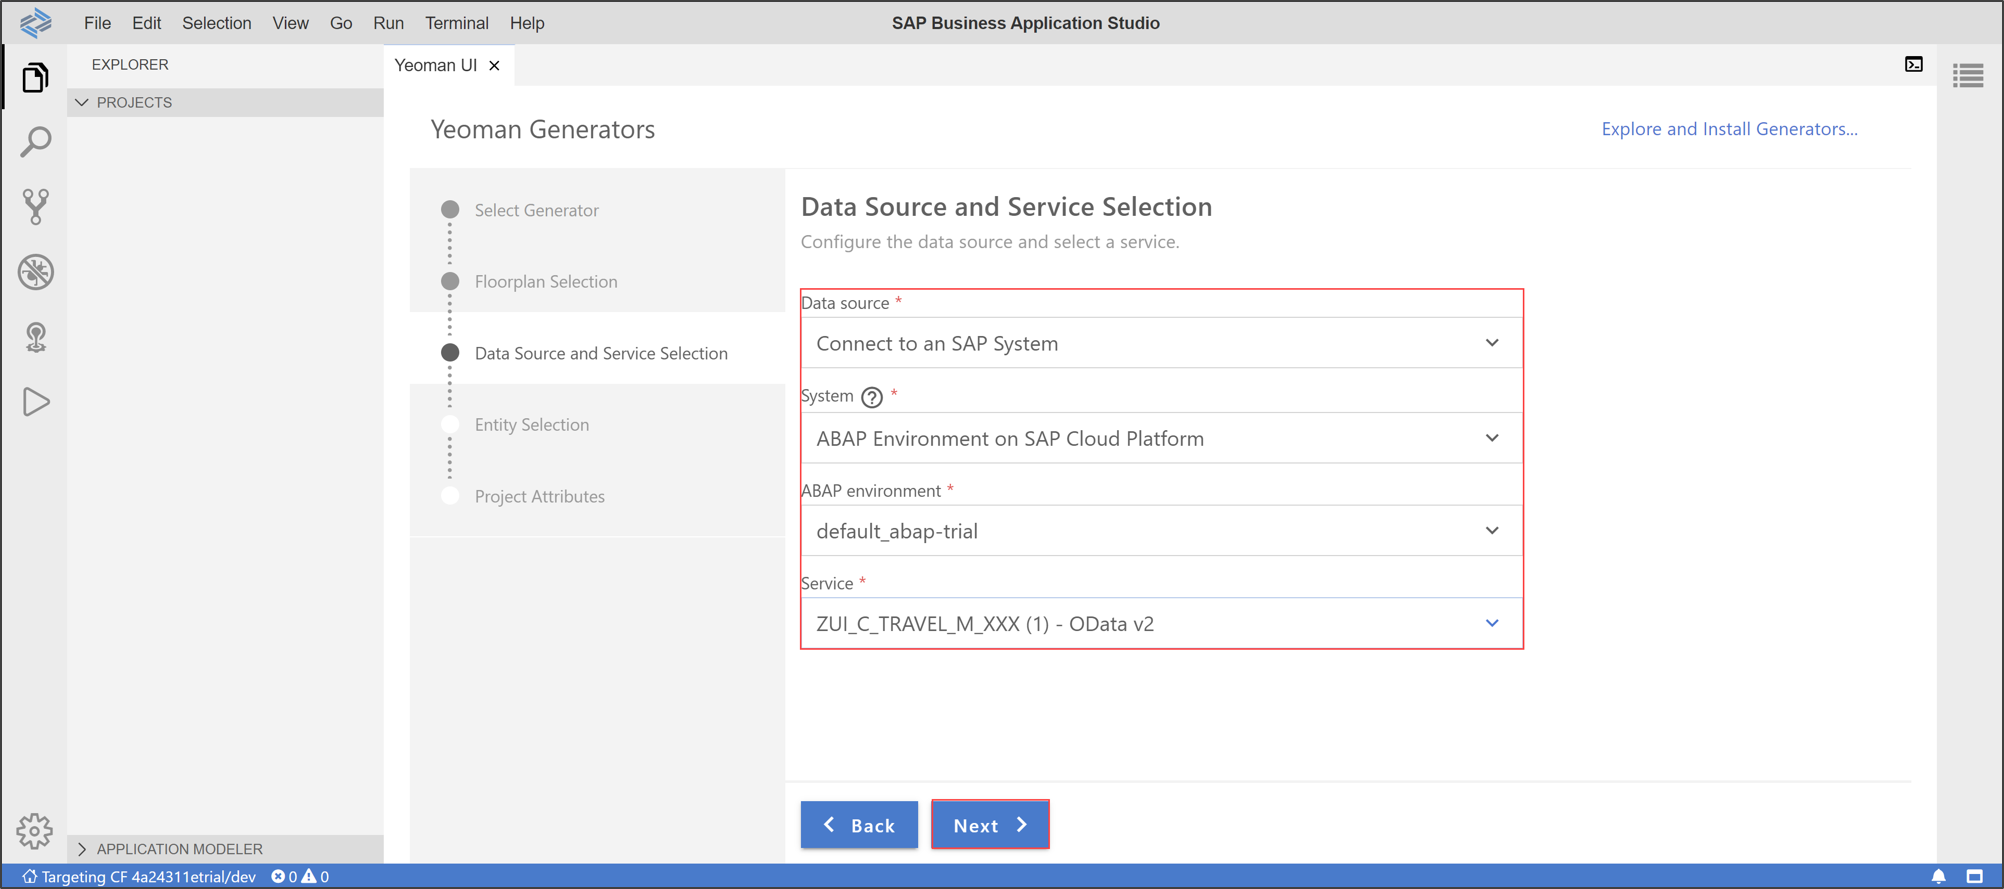 File Edit Selection View Go Run Terminal Help SAP Business Application Studio
EXPLORER
PROJECTS
Yeoman UI
Yeoman Generators
Explore and Install Generators...
Select Generator
Floorplan Selection
Data Source and Service Selection
Entity Selection
Project Attributes
Data Source and Service Selection
Configure the data source and select a service.
Data source *
Connect to an SAP System
System ? *
ABAP Environment on SAP Cloud Platform
ABAP environment *
default_abap-trial
Service *
ZUI_C_TRAVEL_M_XXX (1) - OData v2
Back Next
APPLICATION MODELER
Targeting CF 4a24311etrial/dev 0 0